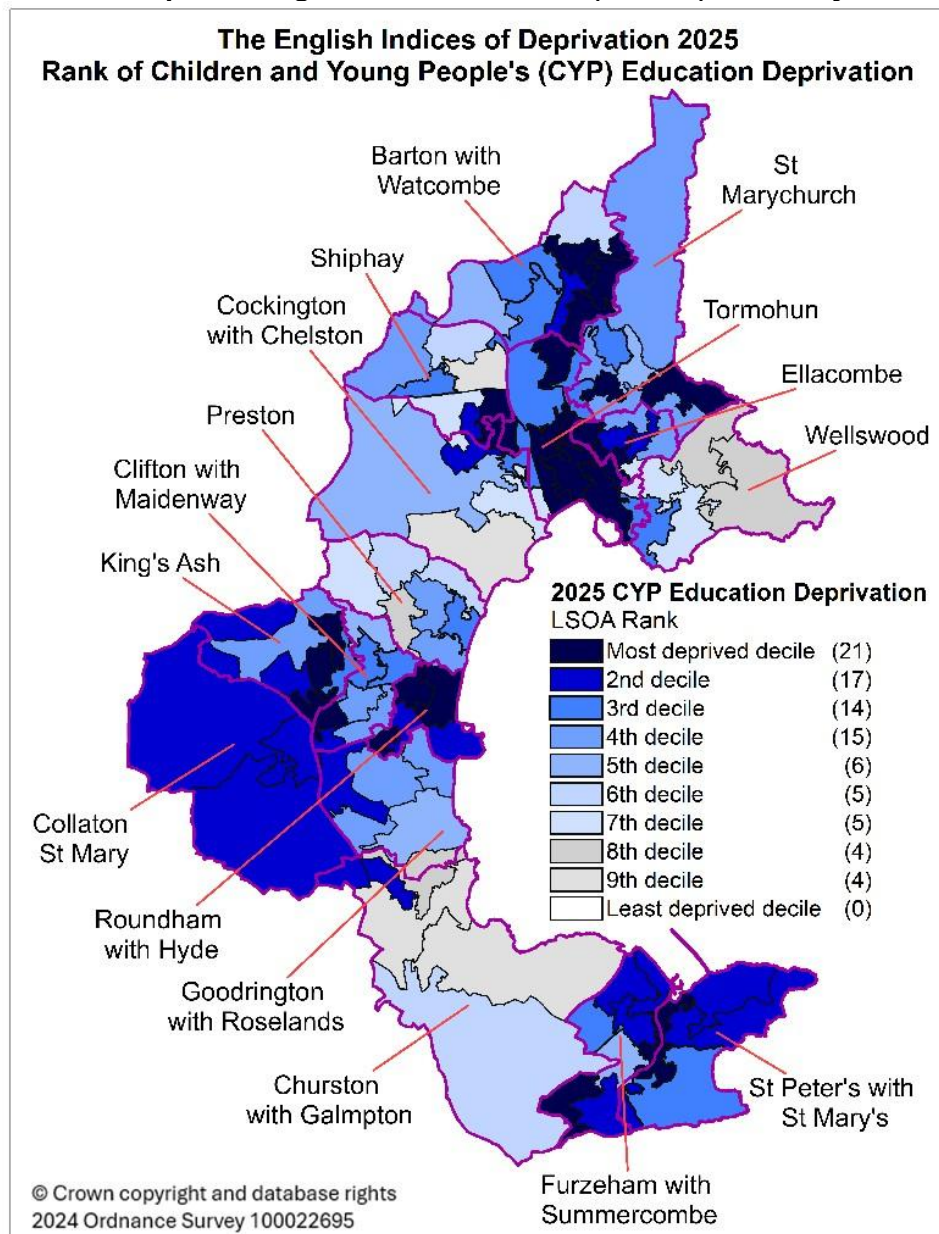 The English Indices of Deprivation 2025
Rank of Children and Young People's (CYP) Education Deprivation
Barton with
Watcombe
St
Marychurch
Shiphay
Cockington
with Chelston
Tormohun
Ellacombe
Preston
Wellswood
Clifton with
Maidenway
King's Ash
2025 CYP Education Deprivation
LSOA Rank
Most deprived decile (21)
2nd decile (17)
3rd decile (14)
4th decile (15)
5th decile (6)
6th decile (5)
7th decile (5)
8th decile (4)
9th decile (4)
Least deprived decile (0)
Collaton
St Mary
Roundham
with Hyde
Goodrington
with Roselands
Churston
with Galmpton
St Peter's with
St Mary's
Furzeham with
Summercombe
© Crown copyright and database rights
2024 Ordnance Survey 100022695